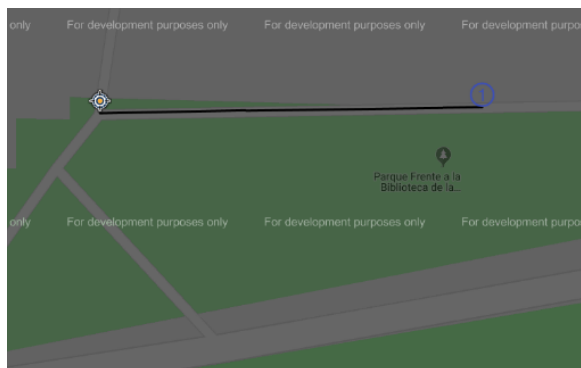 only For development purposes only For development purposes only For development purpo
1
Parque Frente a la
Biblioteca de la...
only For development purposes only For development purposes only For development purpo